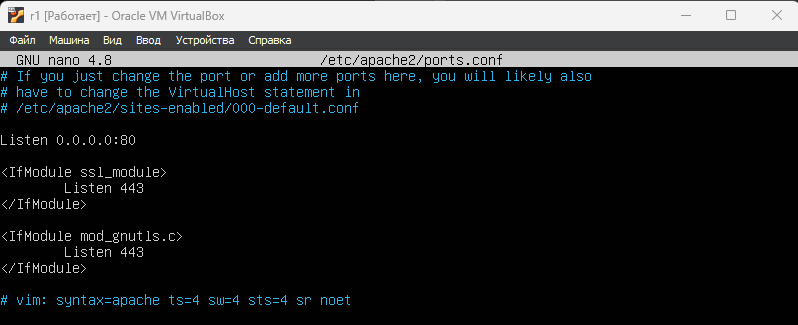 r1 [Работает] - Oracle VM VirtualBox
Файл Машина Вид Ввод Устройства Справка
GNU nano 4.8 /etc/apache2/ports.conf
# If you just change the port or add more ports here, you will likely also
# have to change the VirtualHost statement in
# /etc/apache2/sites-enabled/000-default.conf
Listen 0.0.0.0:80
<IfModule ssl_module>
Listen 443
</IfModule>
<IfModule mod_gnutls.c>
Listen 443
</IfModule>
# vim: syntax=apache ts=4 sw=4 sts=4 sr noet